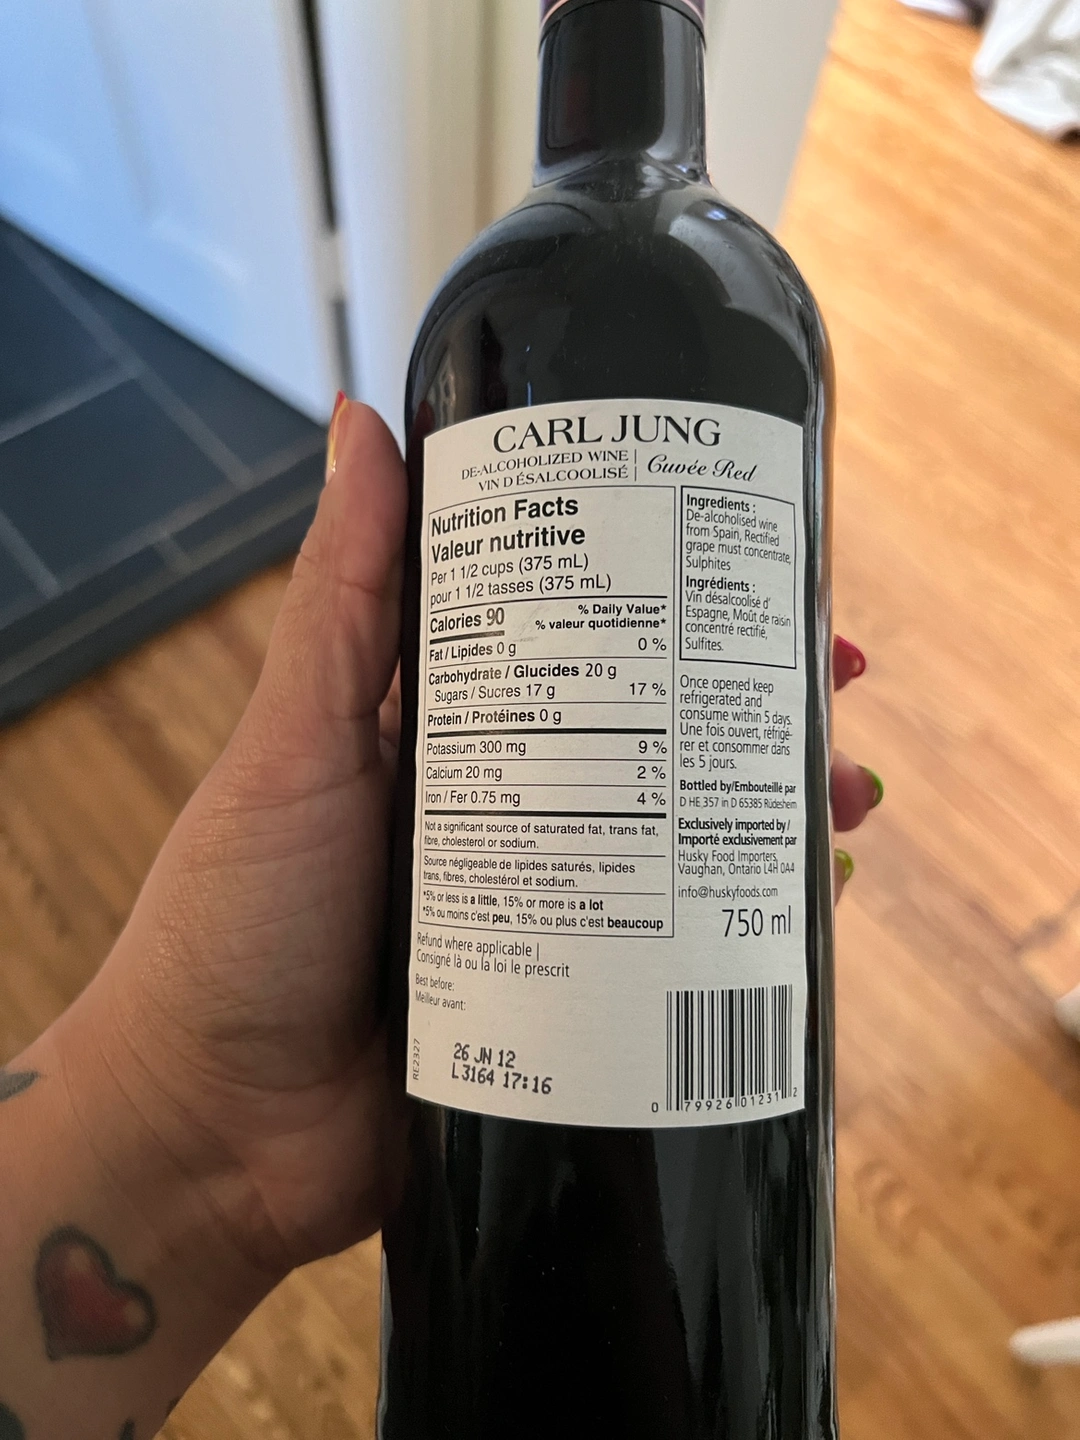 CARL JUNG
DE-ALCOHOLIZED WINE
VIN DÉSALCOOLISÉ
Cuvée Red
Nutrition Facts
Valeur nutritive
Per 1 1/2 cups (375 mL)
pour 1 1/2 tasses (375 mL)
Calories 90
% Daily Value*
% valeur quotidienne*
Fat / Lipides 0 g 0 %
Carbohydrate / Glucides 20 g
Sugars / Sucres 17 g 17 %
Protein / Protéines 0 g
Potassium 300 mg 9 %
Calcium 20 mg 2 %
Iron / Fer 0.75 mg 4 %
Not a significant source of saturated fat, trans fat,
fibre, cholesterol or sodium.
Source négligeable de lipides saturés, lipides
trans, fibres, cholestérol et sodium.
*5% or less is a little, 15% or more is a lot
*5% ou moins c'est peu, 15% ou plus c'est beaucoup
Refund where applicable |
Consigné là ou la loi le prescrit
Best before:
Meilleur avant:
RE2327
26 JN 12
L3164 17:16
Ingredients :
De-alcoholised wine
from Spain, Rectified
grape must concentrate,
Sulphites
Ingrédients :
Vin désalcoolisé d'
Espagne, Moût de raisin
concentré rectifié,
Sulfites.
Once opened keep
refrigerated and
consume within 5 days.
Une fois ouvert, réfrigé-
rer et consommer dans
les 5 jours.
Bottled by/Embouteillé par
D HE 357 in D 65385 Rüdesheim
Exclusively imported by /
Importé exclusivement par
Husky Food Importers,
Vaughan, Ontario L4H 0A4
info@huskyfoods.com
750 ml
0 79926 01231 2